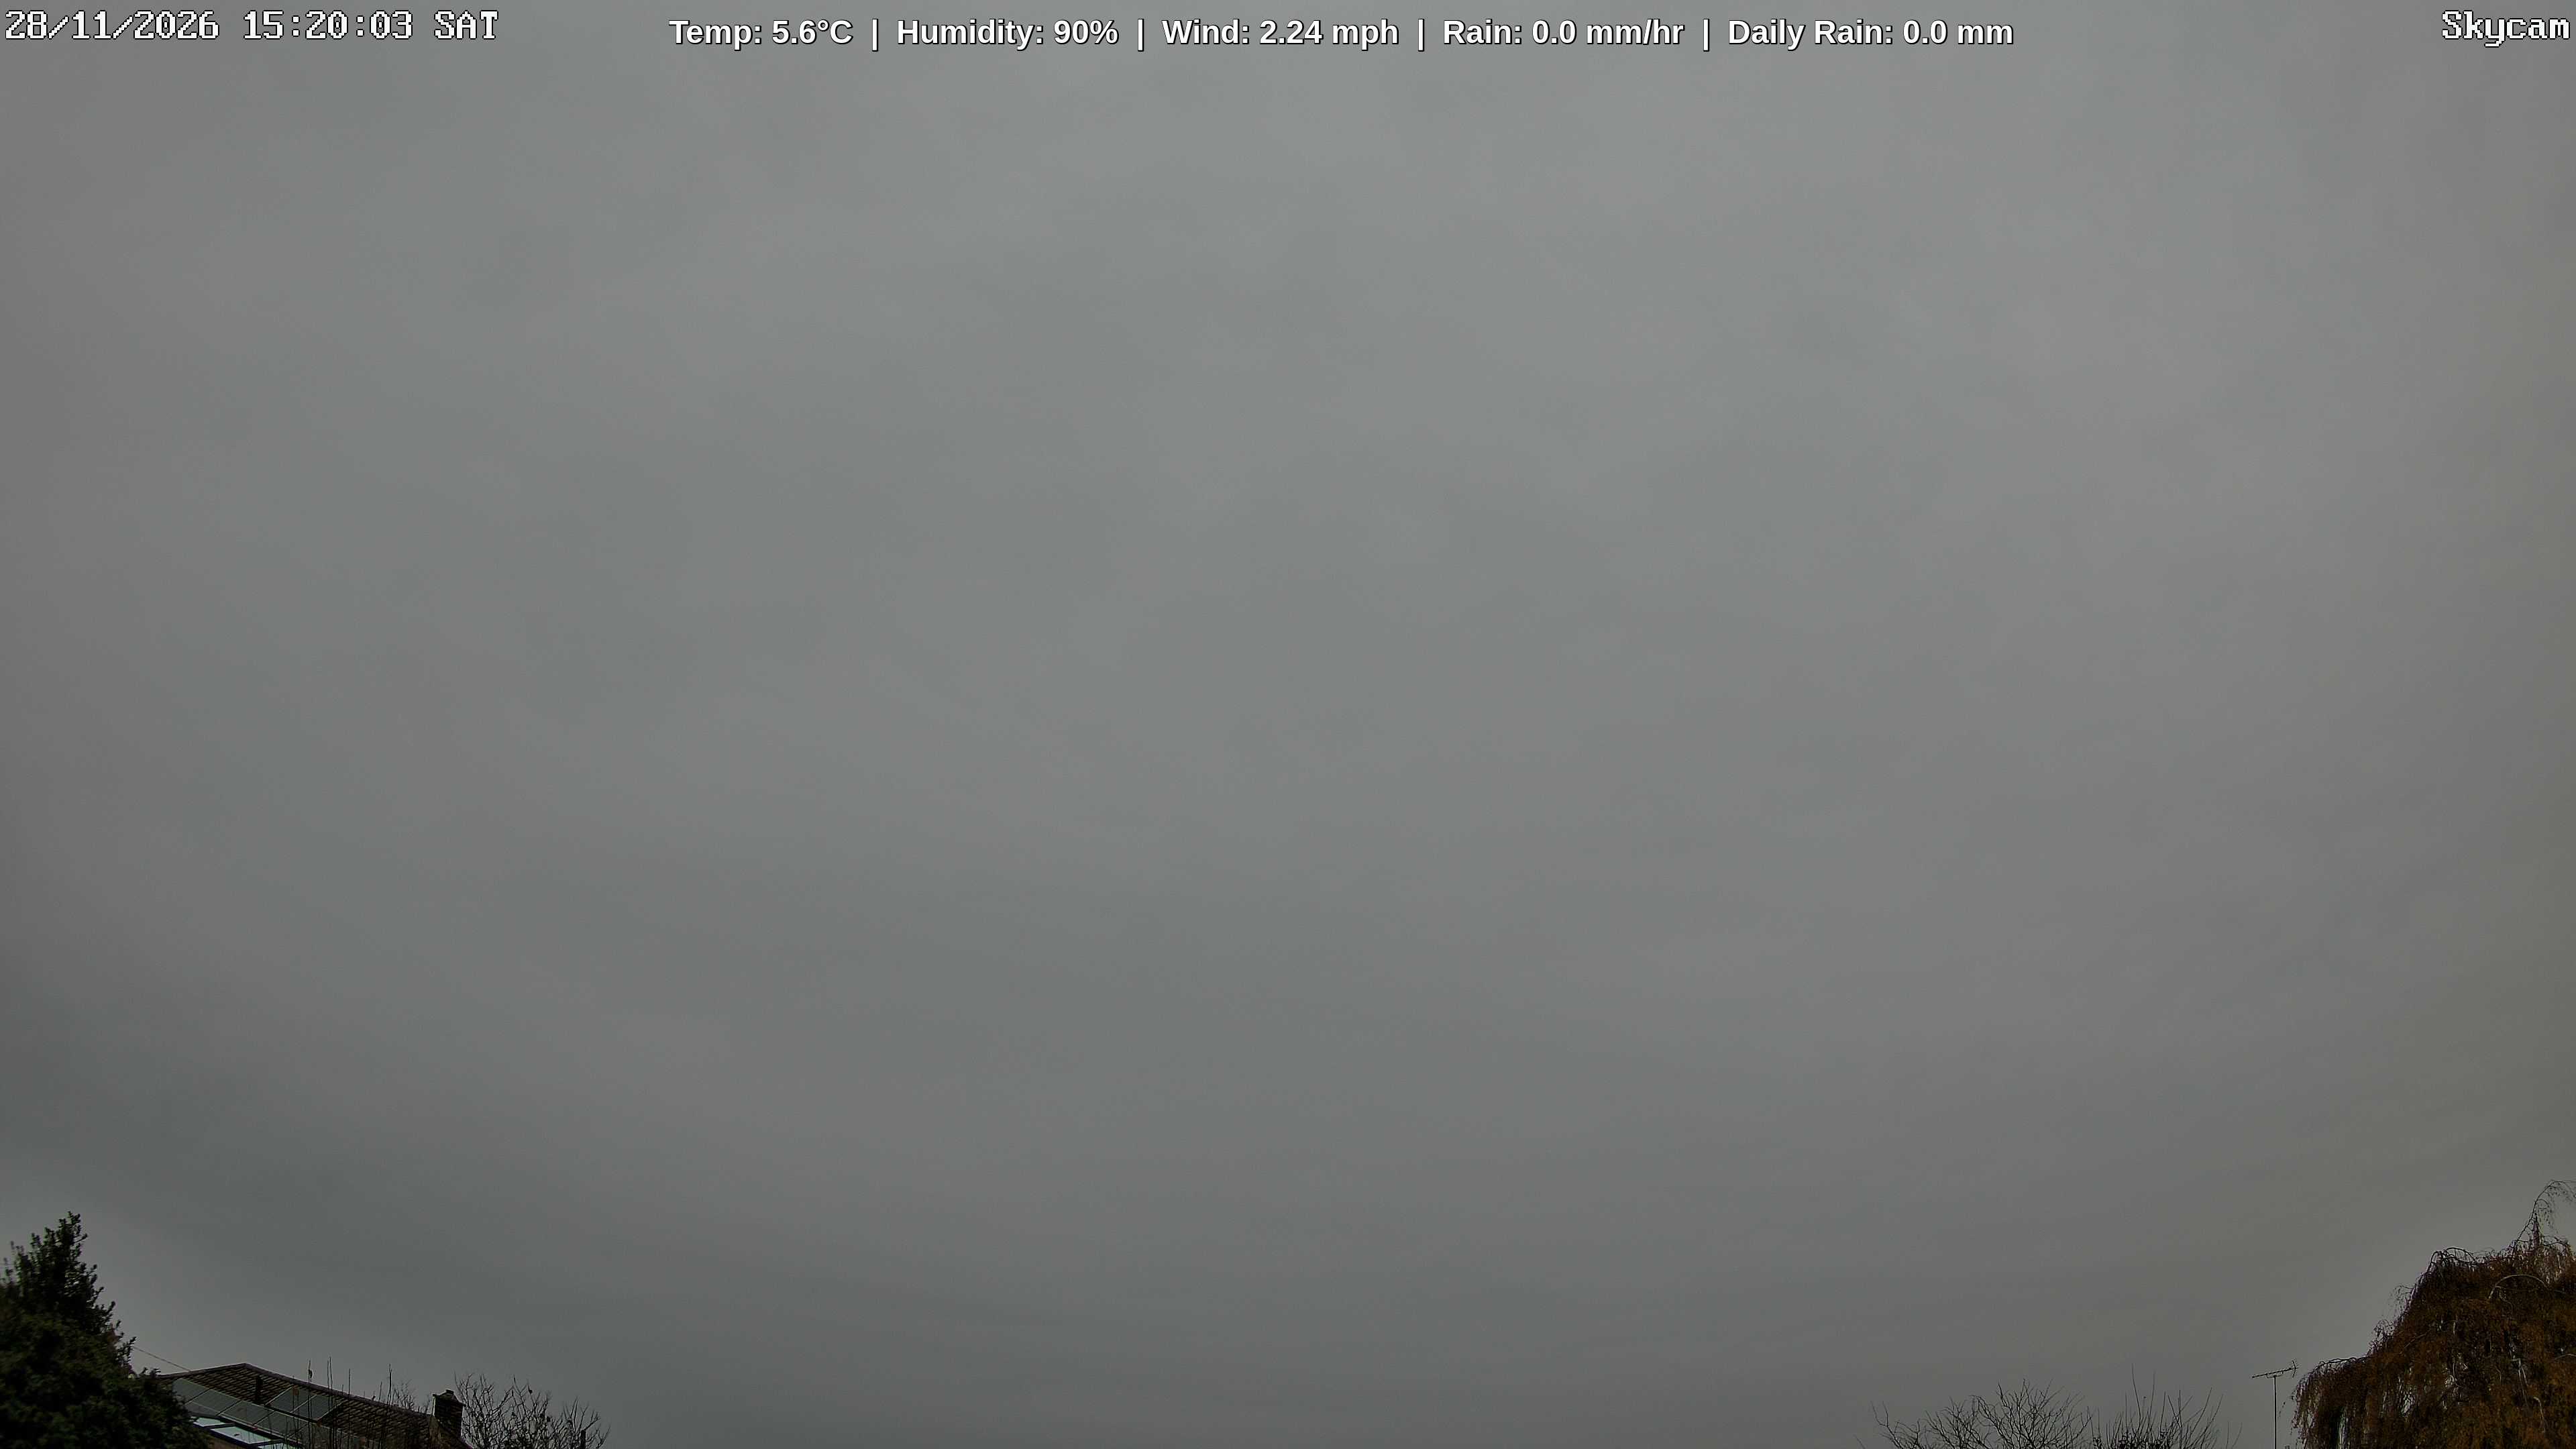 28/11/2026 15:20:03 SAT
Temp: 5.6°C | Humidity: 90% | Wind: 2.24 mph | Rain: 0.0 mm/hr | Daily Rain: 0.0 mm
Skycam